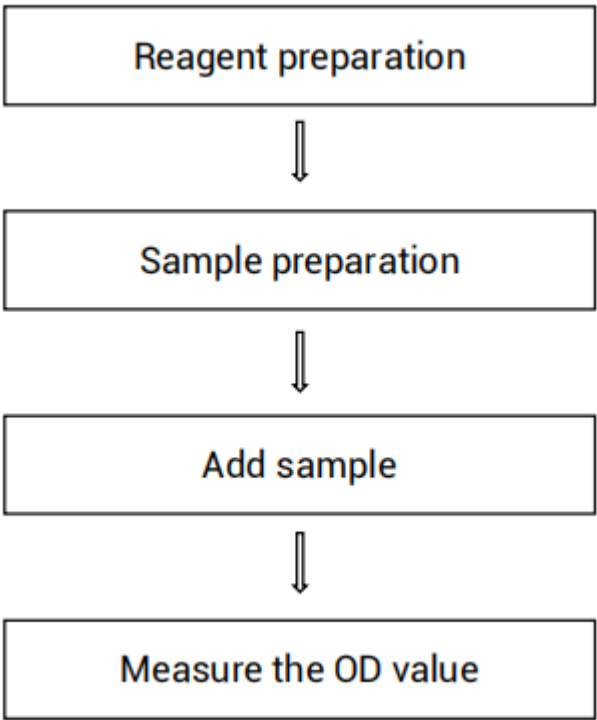 Reagent preparation
Sample preparation
Add sample
Measure the OD value